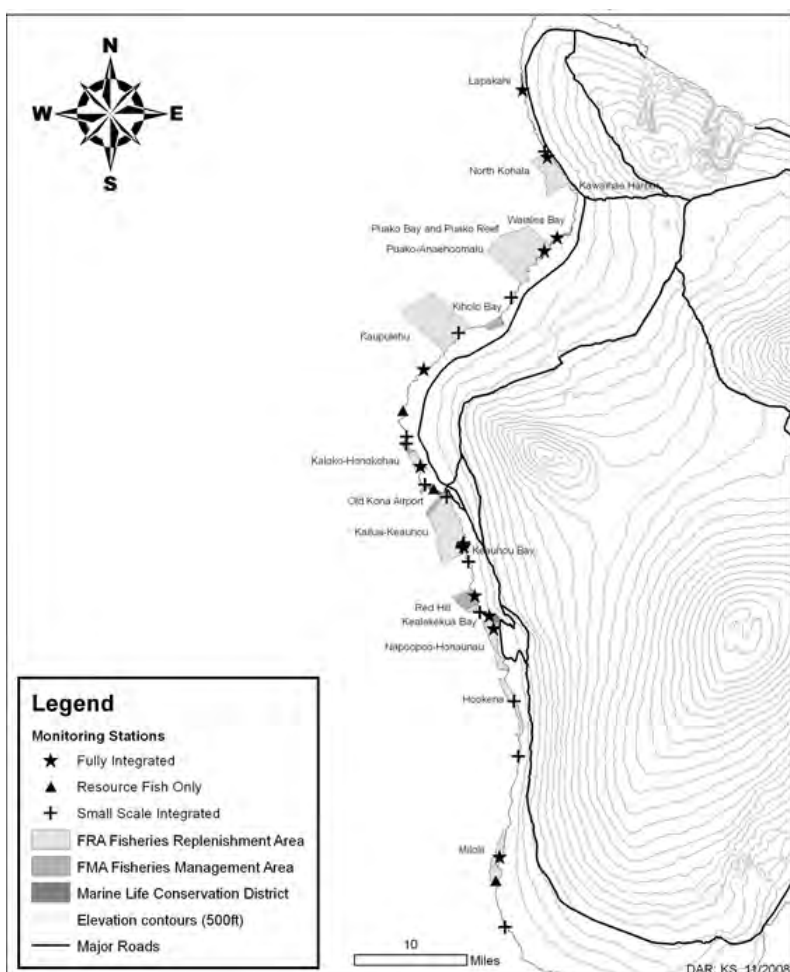 N
W E
S
Lapakahi
North Kohala
Kawaihae Harbor
Waialea Bay
Puako Bay and Puako Reef
Puako-Anaehoomalu
Kiholo Bay
Kaupulehu
Kaloko-Honokohau
Old Kona Airport
Kailua-Keauhou
Keauhou Bay
Red Hill
Kealakekua Bay
Napoopoo-Honaunau
Hookena
Milolii
Legend
Monitoring Stations
Fully Integrated
Resource Fish Only
Small Scale Integrated
FRA Fisheries Replenishment Area
FMA Fisheries Management Area
Marine Life Conservation District
Elevation contours (500ft)
Major Roads
10
Miles
DAR: KS 11/2008